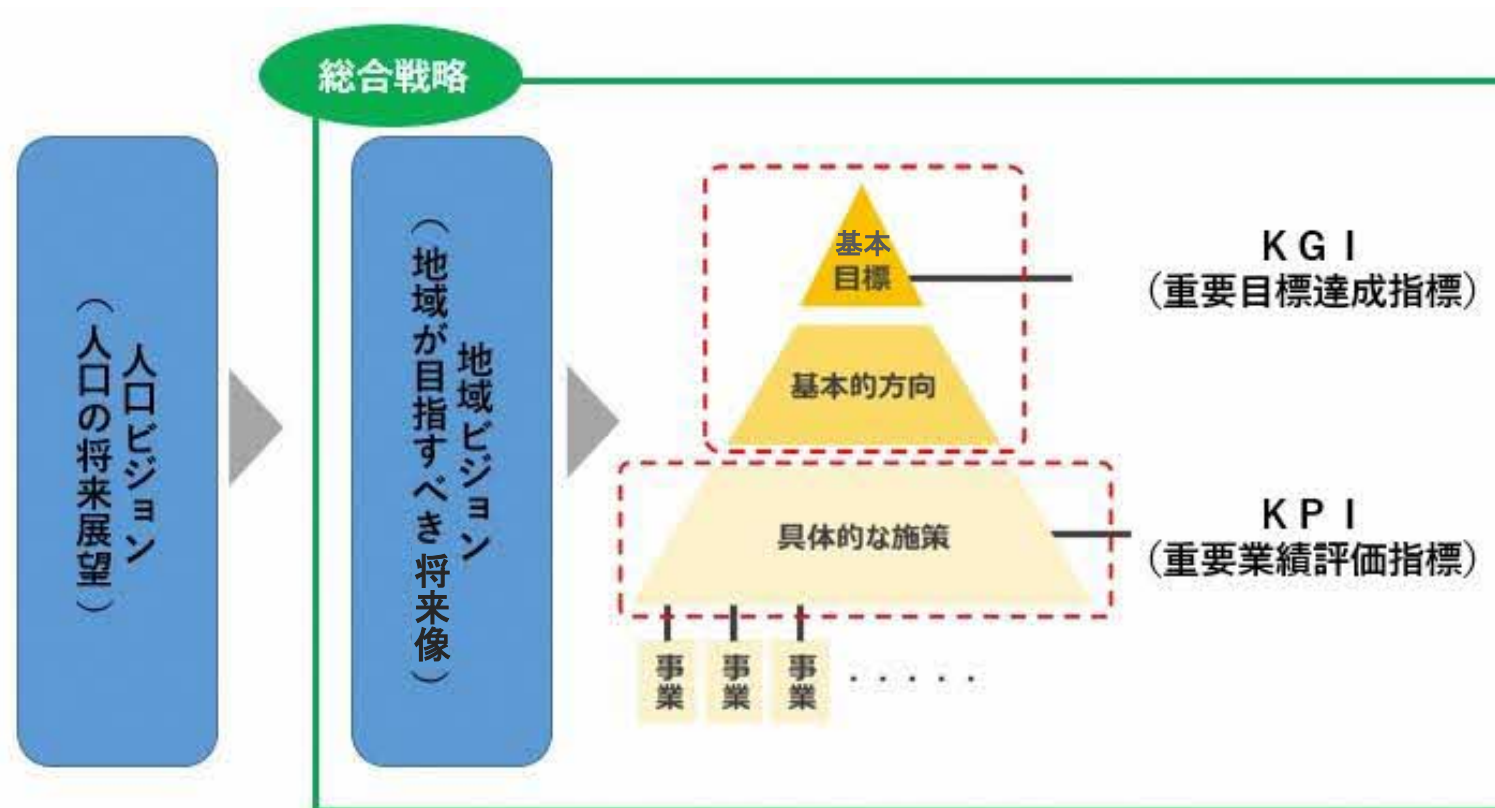 総合戦略
人口ビジョン
（人口の将来展望）
地域ビジョン
（地域が目指すべき将来像）
基本
目標
基本的方向
具体的な施策
事業
事業
事業
・・・・・
ＫＧＩ
（重要目標達成指標）
ＫＰＩ
（重要業績評価指標）